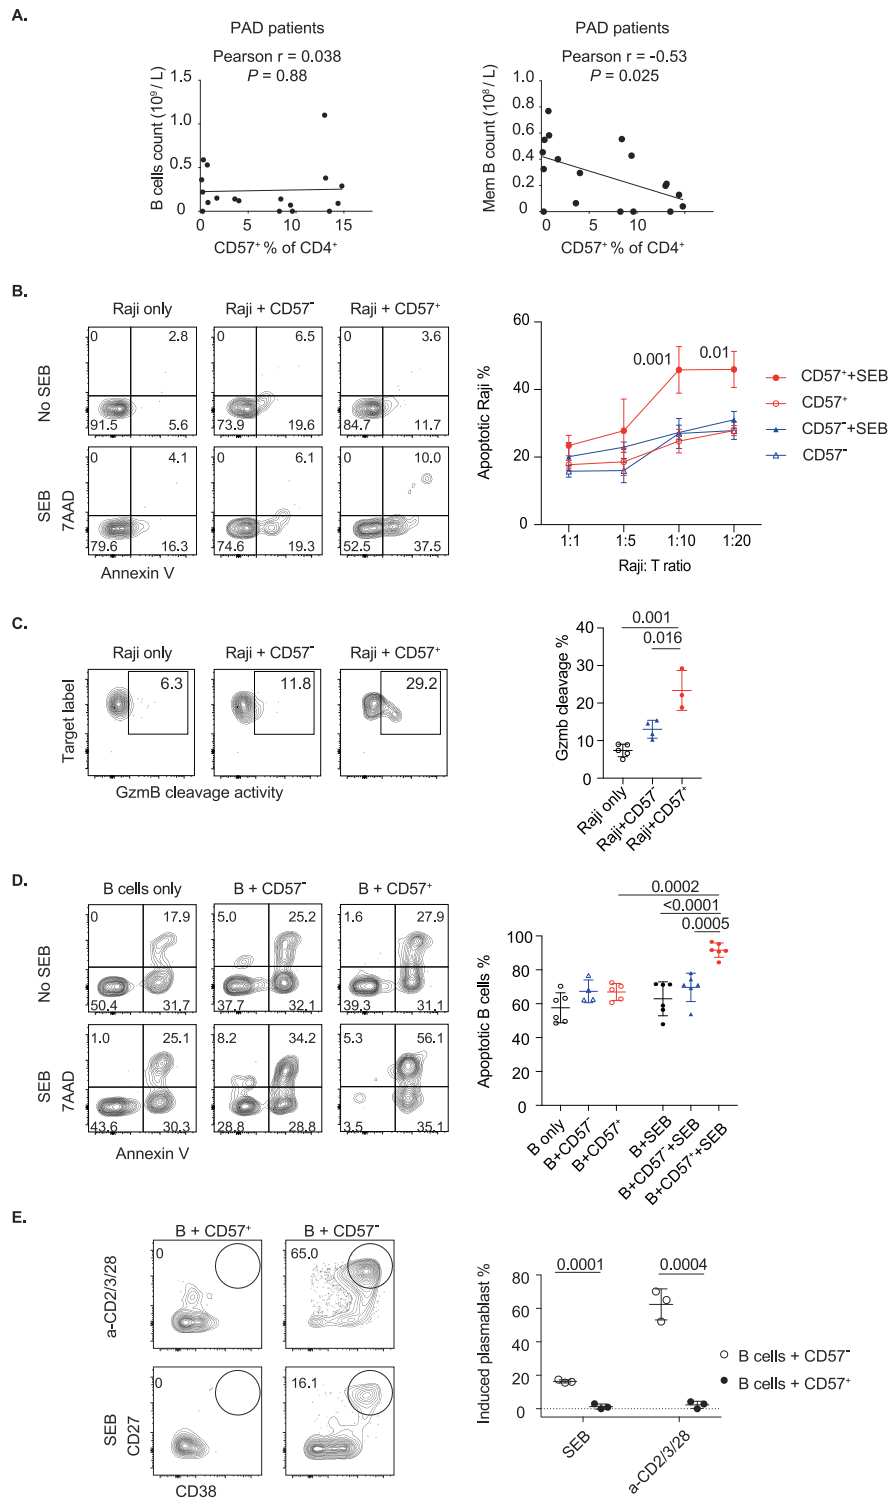 A.
PAD patients
Pearson r = 0.038
P = 0.88
B cells count (10⁹ / L)
1.5
1.0
0.5
0
0 5 10 15
CD57⁺ % of CD4⁺
PAD patients
Pearson r = -0.53
P = 0.025
Mem B count (10⁸ / L)
1.0
0.8
0.6
0.4
0.2
0
0 5 10 15
CD57⁺ % of CD4⁺
B.
Raji only
Raji + CD57⁻
Raji + CD57⁺
No SEB
0 2.8
91.5 5.6
0 6.5
73.9 19.6
0 3.6
84.7 11.7
SEB
7AAD
0 4.1
79.6 16.3
0 6.1
74.6 19.3
0 10.0
52.5 37.5
Annexin V
Apoptotic Raji %
60
40
20
0
0.001
0.01
1:1 1:5 1:10 1:20
Raji: T ratio
CD57⁺+SEB
CD57⁺
CD57⁻+SEB
CD57⁻
C.
Raji only
Raji + CD57⁻
Raji + CD57⁺
Target label
6.3
11.8
29.2
GzmB cleavage activity
Gzmb cleavage %
40
30
20
10
0
0.001
0.016
Raji only
Raji+CD57⁻
Raji+CD57⁺
D.
B cells only
B + CD57⁻
B + CD57⁺
No SEB
0 17.9
50.4 31.7
5.0 25.2
37.7 32.1
1.6 27.9
39.3 31.1
SEB
7AAD
1.0 25.1
43.6 30.3
8.2 34.2
28.8 28.8
5.3 56.1
3.5 35.1
Annexin V
Apoptotic B cells %
100
80
60
40
20
0
0.0002
<0.0001
0.0005
B only
B+CD57⁻
B+CD57⁺
B+SEB
B+CD57⁻+SEB
B+CD57⁺+SEB
E.
B + CD57⁺
B + CD57⁻
a-CD2/3/28
0
65.0
SEB
CD27
0
16.1
CD38
Induced plasmablast %
80
60
40
20
0
0.0001
0.0004
SEB
a-CD2/3/28
B cells + CD57⁻
B cells + CD57⁺